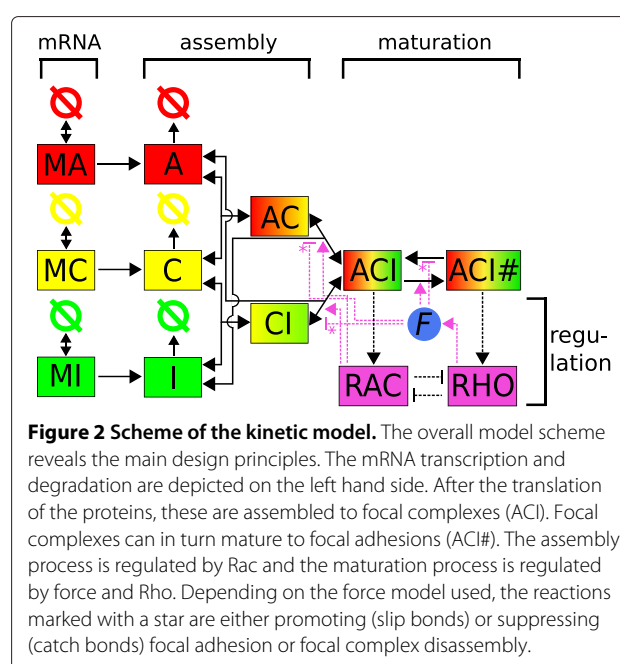 mRNA assembly maturation
Ø Ø
MA A
AC
Ø Ø
MC C ACI ACI#
* *
Ø Ø CI * F
regu-
lation
MI I RAC RHO
Figure 2 Scheme of the kinetic model. The overall model scheme
reveals the main design principles. The mRNA transcription and
degradation are depicted on the left hand side. After the translation
of the proteins, these are assembled to focal complexes (ACI). Focal
complexes can in turn mature to focal adhesions (ACI#). The assembly
process is regulated by Rac and the maturation process is regulated
by force and Rho. Depending on the force model used, the reactions
marked with a star are either promoting (slip bonds) or suppressing
(catch bonds) focal adhesion or focal complex disassembly.